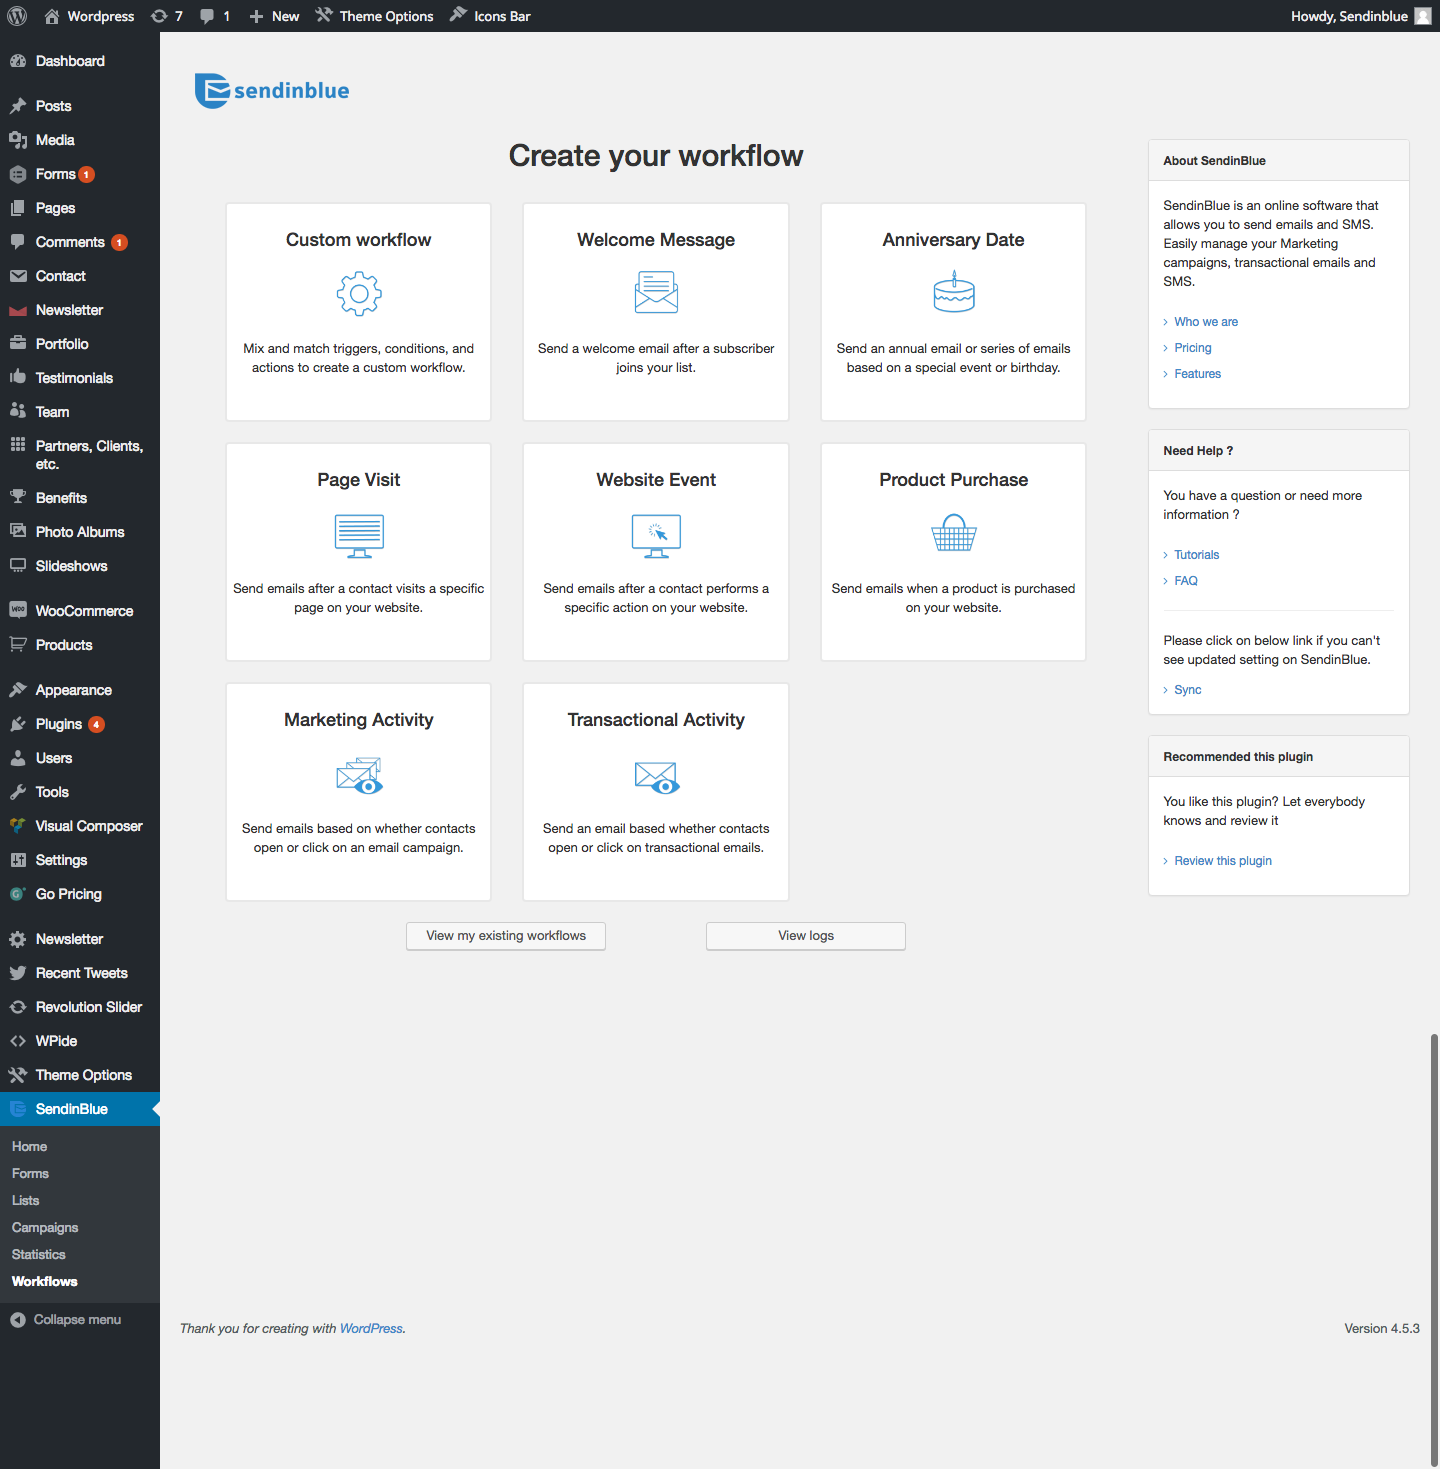 Wordpress
7
1
New
Theme Options
Icons Bar
Howdy, Sendinblue
Dashboard
Posts
Media
Forms 1
Pages
Comments 1
Contact
Newsletter
Portfolio
Testimonials
Team
Partners, Clients,
etc.
Benefits
Photo Albums
Slideshows
WOO WooCommerce
Products
Appearance
Plugins 4
Users
Tools
Visual Composer
Settings
G Go Pricing
Newsletter
Recent Tweets
Revolution Slider
WPide
Theme Options
SendinBlue
Home
Forms
Lists
Campaigns
Statistics
Workflows
Collapse menu
sendinblue
Create your workflow
Custom workflow
Mix and match triggers, conditions, and
actions to create a custom workflow.
Welcome Message
Send a welcome email after a subscriber
joins your list.
Anniversary Date
Send an annual email or series of emails
based on a special event or birthday.
Page Visit
Send emails after a contact visits a specific
page on your website.
Website Event
Send emails after a contact performs a
specific action on your website.
Product Purchase
Send emails when a product is purchased
on your website.
Marketing Activity
Send emails based on whether contacts
open or click on an email campaign.
Transactional Activity
Send an email based whether contacts
open or click on transactional emails.
View my existing workflows
View logs
About SendinBlue
SendinBlue is an online software that
allows you to send emails and SMS.
Easily manage your Marketing
campaigns, transactional emails and
SMS.
Who we are
Pricing
Features
Need Help ?
You have a question or need more
information ?
Tutorials
FAQ
Please click on below link if you can't
see updated setting on SendinBlue.
Sync
Recommended this plugin
You like this plugin? Let everybody
knows and review it
Review this plugin
Thank you for creating with WordPress.
Version 4.5.3